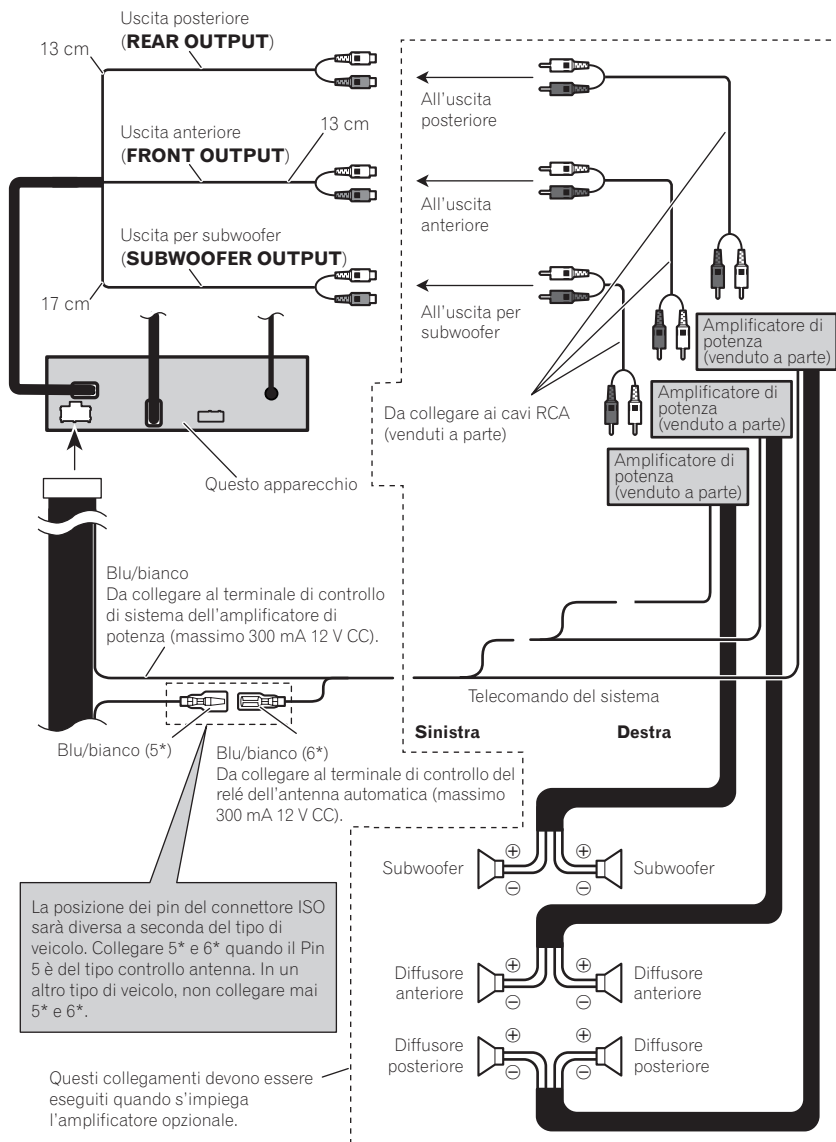 Uscita posteriore
(REAR OUTPUT)
13 cm
Uscita anteriore
(FRONT OUTPUT)
13 cm
Uscita per subwoofer
(SUBWOOFER OUTPUT)
17 cm
All'uscita
posteriore
All'uscita
anteriore
All'uscita per
subwoofer
Da collegare ai cavi RCA
(venduti a parte)
Amplificatore di
potenza
(venduto a parte)
Amplificatore di
potenza
(venduto a parte)
Amplificatore di
potenza
(venduto a parte)
Questo apparecchio
Blu/bianco
Da collegare al terminale di controllo
di sistema dell'amplificatore di
potenza (massimo 300 mA 12 V CC).
Telecomando del sistema
Blu/bianco (5*)
Blu/bianco (6*)
Da collegare al terminale di controllo del
relé dell'antenna automatica (massimo
300 mA 12 V CC).
Sinistra
Destra
La posizione dei pin del connettore ISO
sarà diversa a seconda del tipo di
veicolo. Collegare 5* e 6* quando il Pin
5 è del tipo controllo antenna. In un
altro tipo di veicolo, non collegare mai
5* e 6*.
Subwoofer
⊕
⊖
⊕
⊖
Subwoofer
Diffusore
anteriore
⊕
⊖
⊕
⊖
Diffusore
anteriore
Diffusore
posteriore
⊕
⊖
⊕
⊖
Diffusore
posteriore
Questi collegamenti devono essere
eseguiti quando s'impiega
l'amplificatore opzionale.